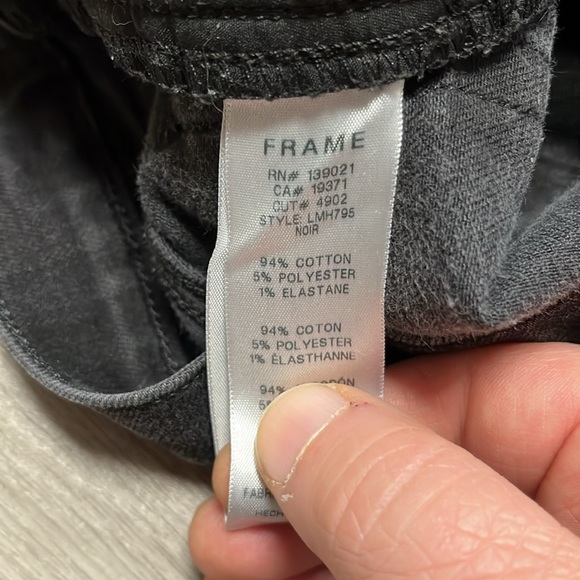 FRAME
RN# 139021
CA# 19371
CUT# 4902
STYLE: LMH795
NOIR
94% COTTON
5% POLYESTER
1% ELASTANE
94% COTON
5% POLYESTER
1% ÉLASTHANNE
94%